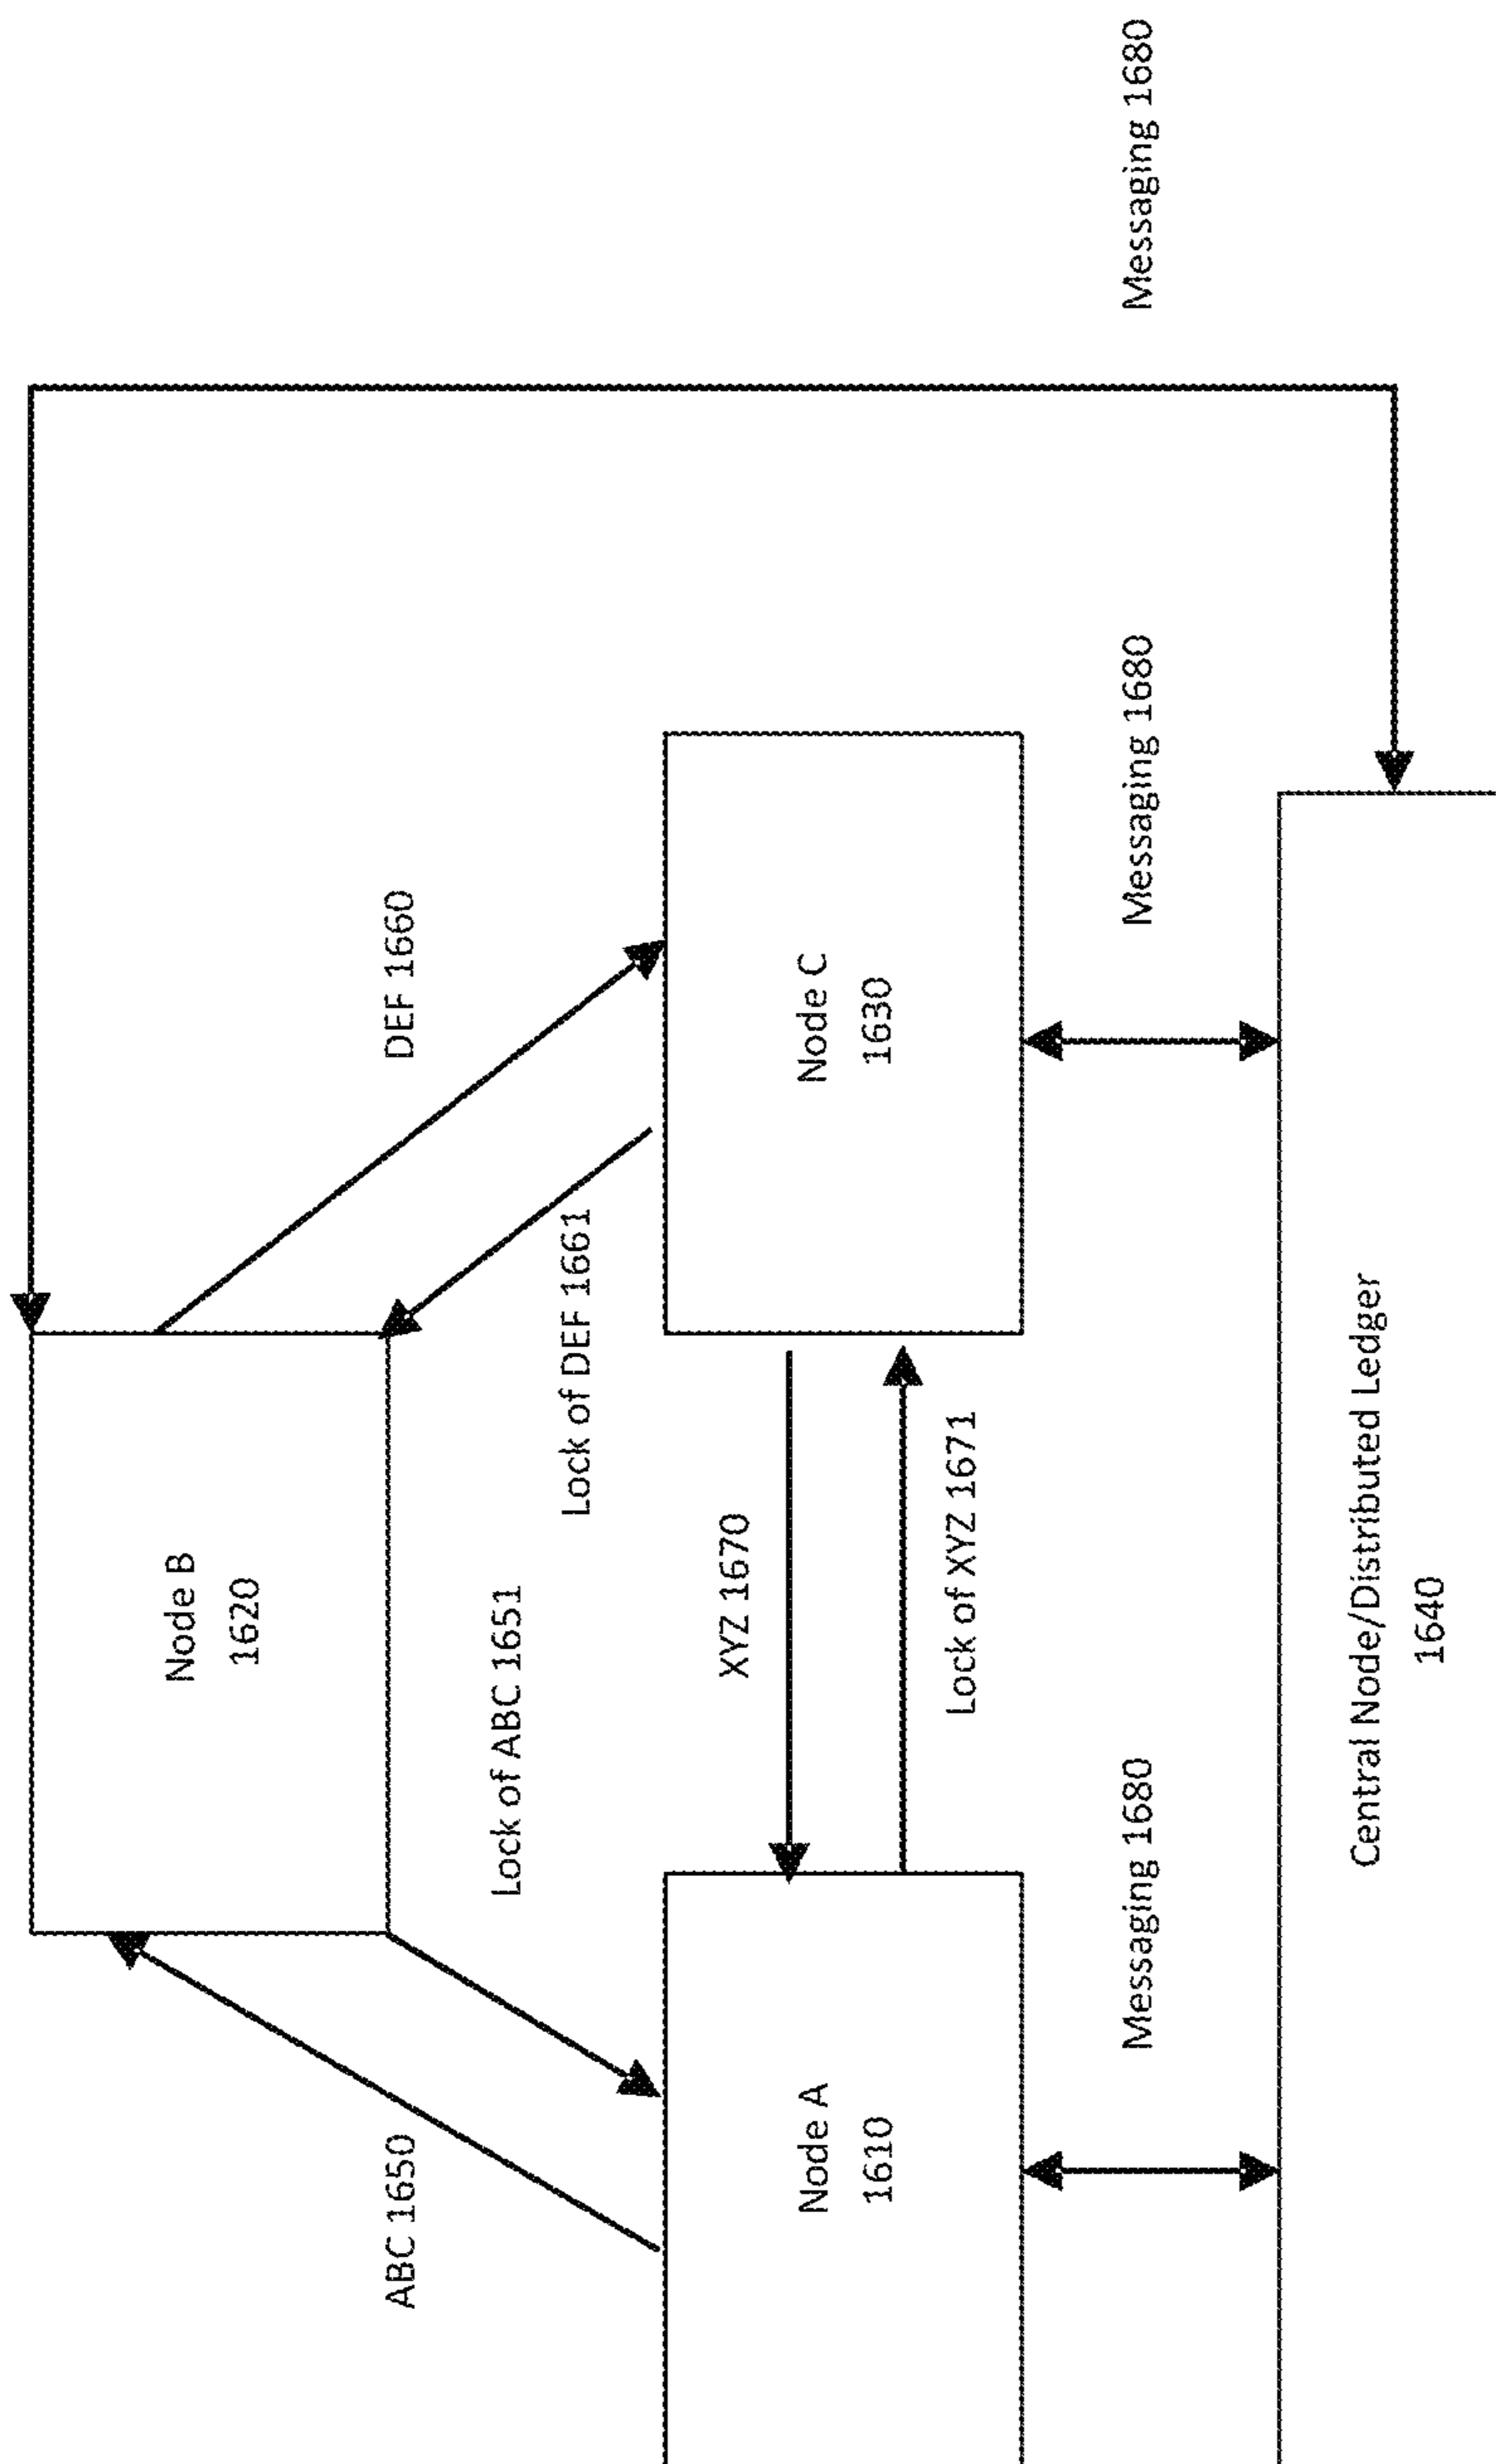 Node B
1620
ABC 1650
DEF 1660
Lock of ABC 1651
Lock of DEF 1661
XYZ 1670
Node A
1610
Node C
1630
Lock of XYZ 1671
Messaging 1680
Messaging 1680
Messaging 1680
Central Node/Distributed Ledger
1640